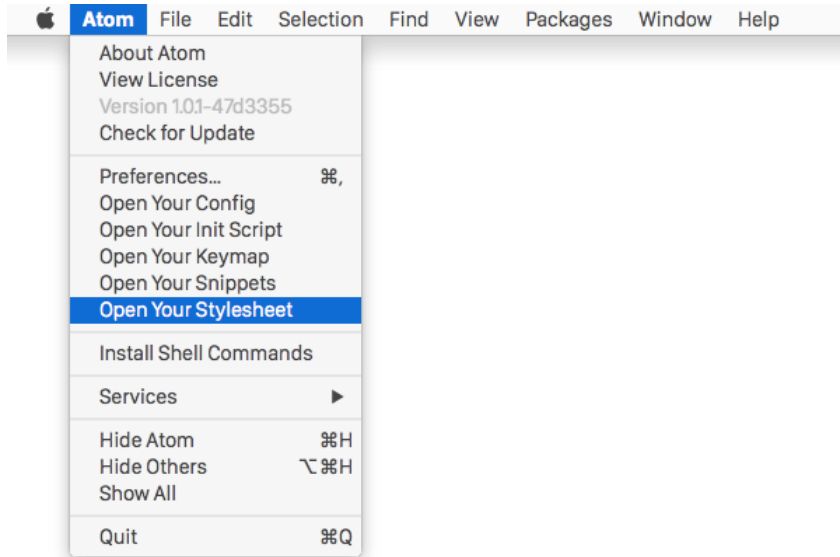 Atom File Edit Selection Find View Packages Window Help
About Atom
View License
Version 1.0.1-47d3355
Check for Update
Preferences... ⌘,
Open Your Config
Open Your Init Script
Open Your Keymap
Open Your Snippets
Open Your Stylesheet
Install Shell Commands
Services ▶
Hide Atom ⌘H
Hide Others ⌥⌘H
Show All
Quit ⌘Q